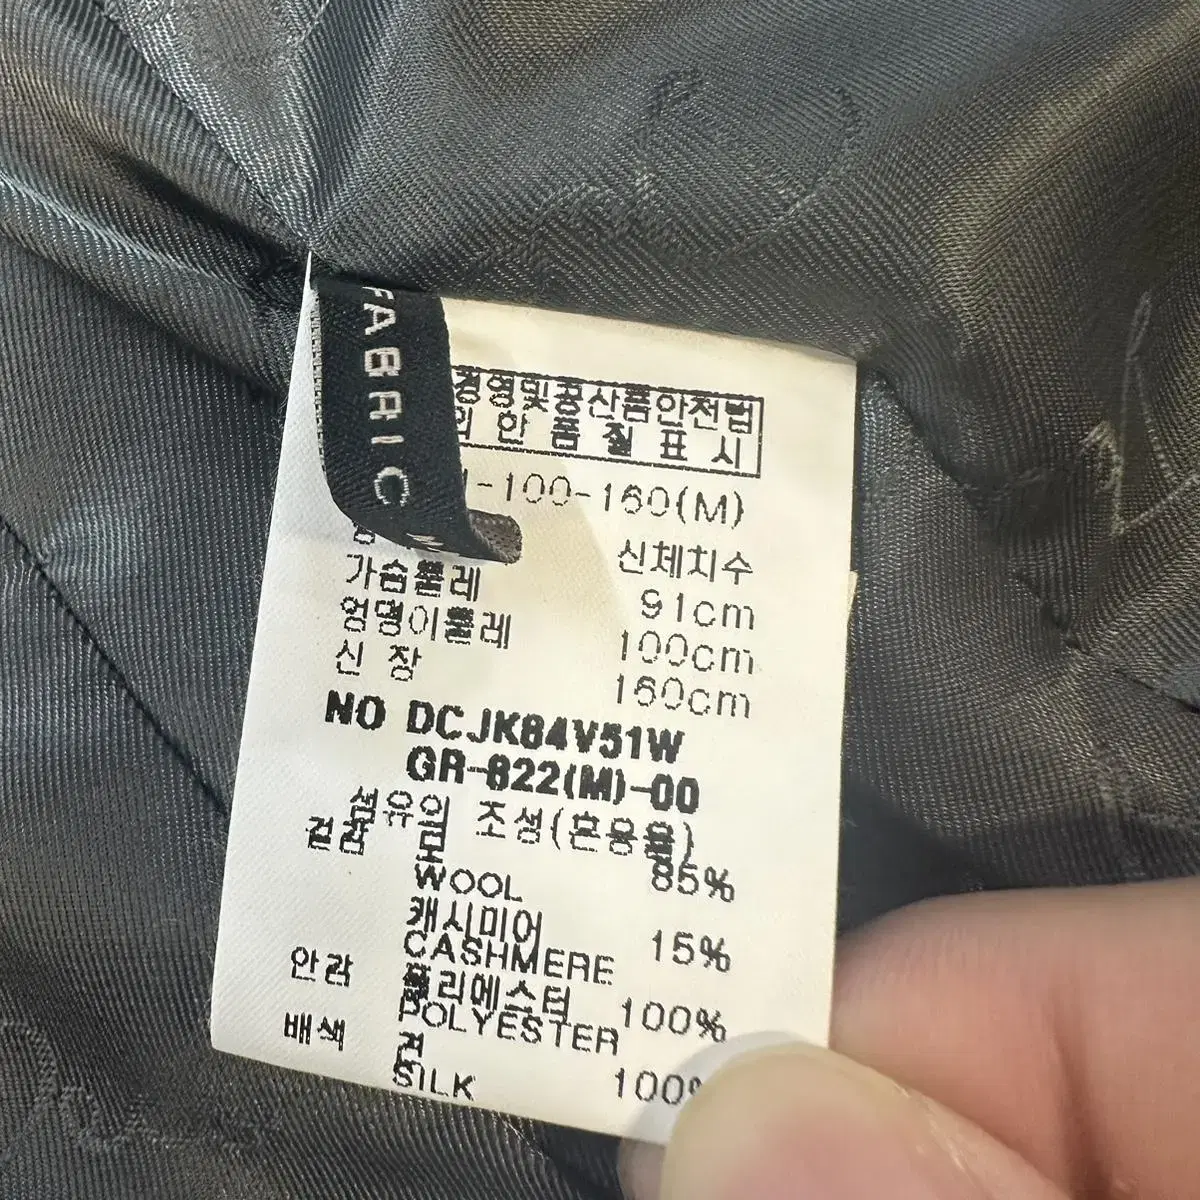 FABRIC
경영및공산품안전법
의 한 품 질 표 시
1-100-160(M)
신체치수
가슴둘레 91cm
엉덩이둘레 100cm
신 장 160cm
NO DCJK84V51W
GR-822(M)-00
섬유의 조성(혼용율)
겉감 모
WOOL 85%
캐시미어
CASHMERE 15%
안감 폴리에스텔
POLYESTER 100%
배색 견
SILK 100%